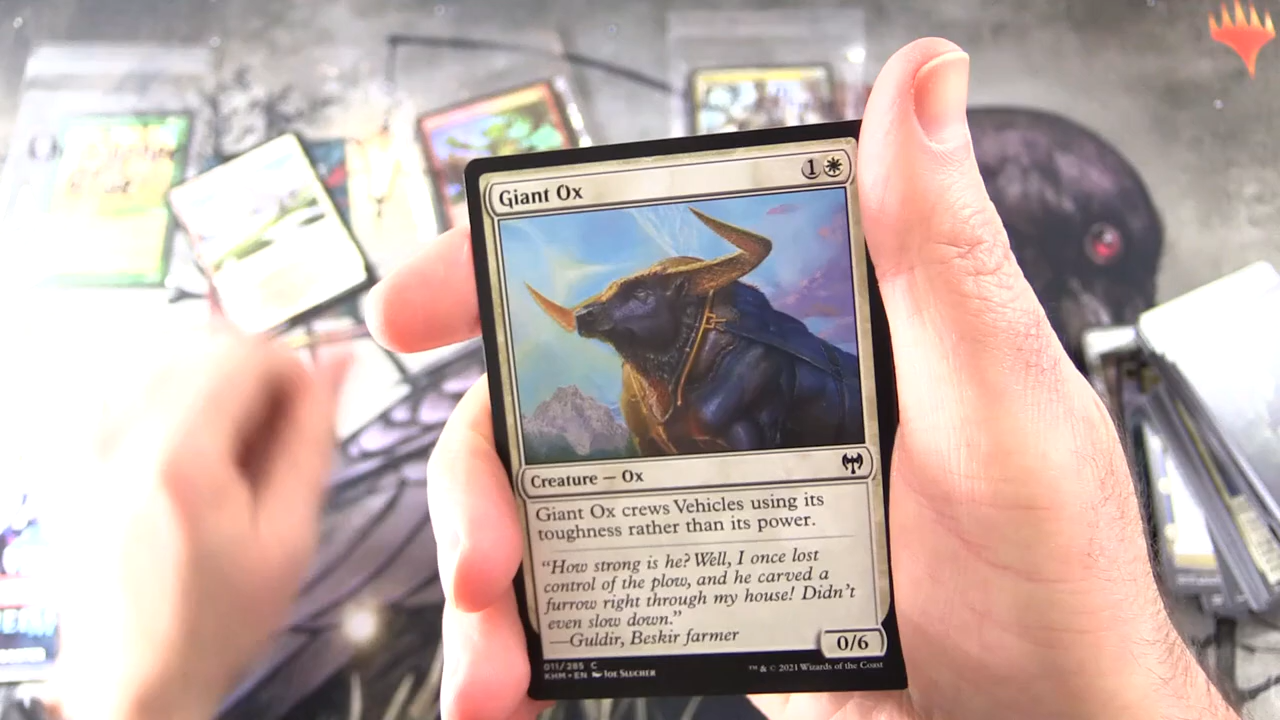 Giant Ox
1
Creature — Ox
Giant Ox crews Vehicles using its
toughness rather than its power.
“How strong is he? Well, I once lost
control of the plow, and he carved a
furrow right through my house! Didn’t
even slow down.”
—Guldir, Beskir farmer
0/6
011/285 C
KHM • EN Joe Slucher
™ & © 2021 Wizards of the Coast